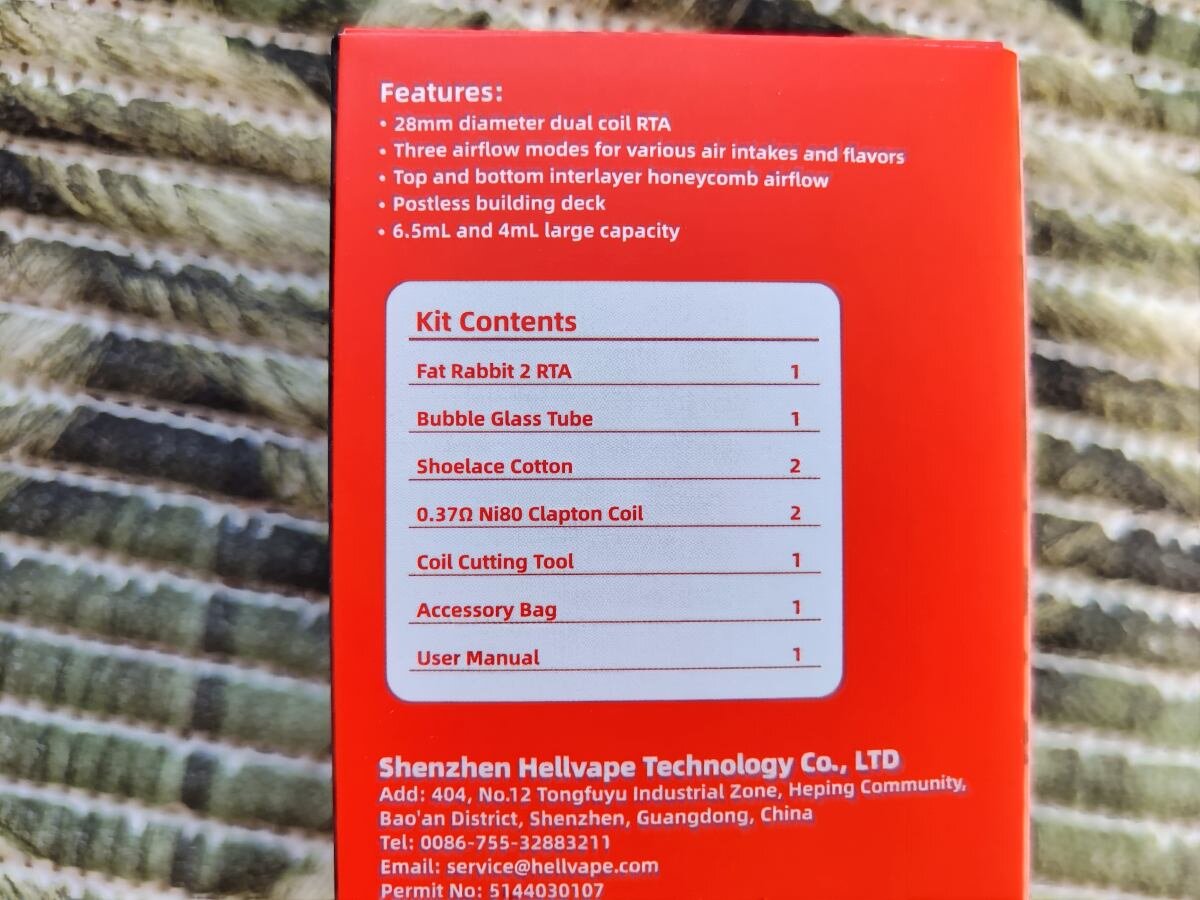 Features:
• 28mm diameter dual coil RTA
• Three airflow modes for various air intakes and flavors
• Top and bottom interlayer honeycomb airflow
• Postless building deck
• 6.5mL and 4mL large capacity
Kit Contents
Fat Rabbit 2 RTA 1
Bubble Glass Tube 1
Shoelace Cotton 2
0.37Ω Ni80 Clapton Coil 2
Coil Cutting Tool 1
Accessory Bag 1
User Manual 1
Shenzhen Hellvape Technology Co., LTD
Add: 404, No.12 Tongfuyu Industrial Zone, Heping Community,
Bao'an District, Shenzhen, Guangdong, China
Tel: 0086-755-32883211
Email: service@hellvape.com
Permit No: 5144030107